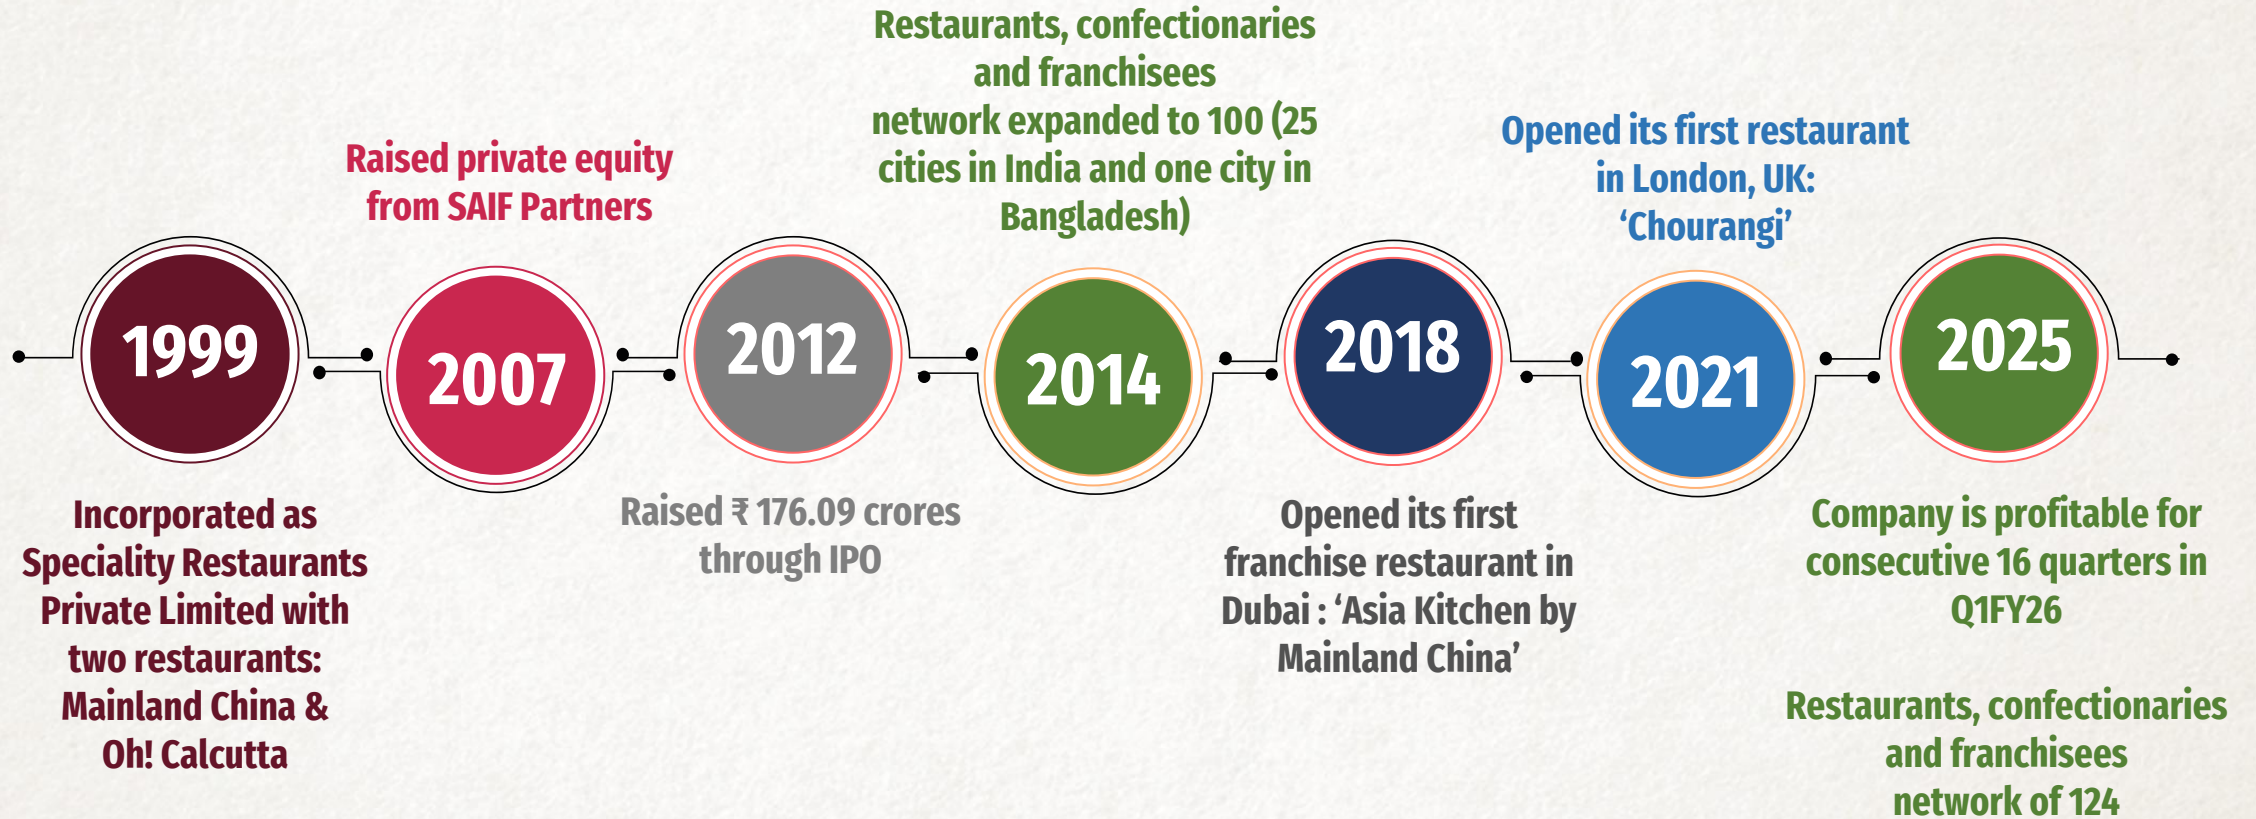 1999
Incorporated as
Speciality Restaurants
Private Limited with
two restaurants:
Mainland China &
Oh! Calcutta
Raised private equity
from SAIF Partners
2007
2012
Raised ₹ 176.09 crores
through IPO
Restaurants, confectionaries
and franchisees
network expanded to 100 (25
cities in India and one city in
Bangladesh)
2014
2018
Opened its first
franchise restaurant in
Dubai : ‘Asia Kitchen by
Mainland China’
Opened its first restaurant
in London, UK:
‘Chourangi’
2021
2025
Company is profitable for
consecutive 16 quarters in
Q1FY26
Restaurants, confectionaries
and franchisees
network of 124